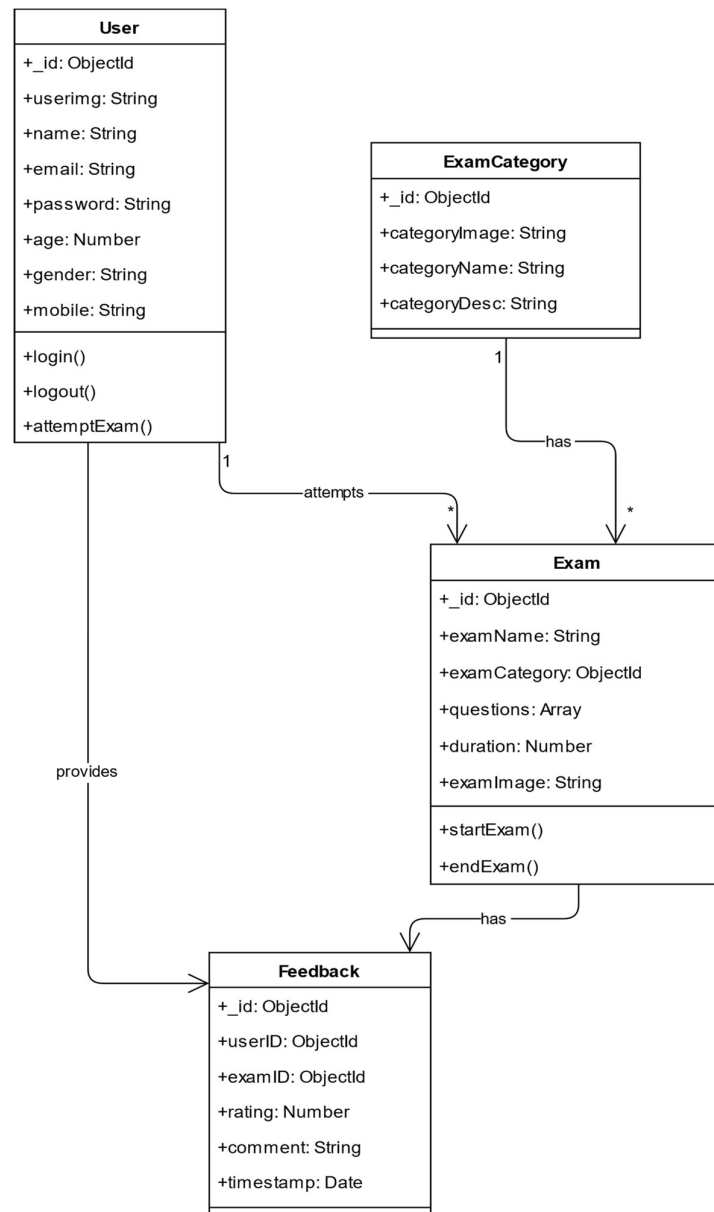 User
+_id: ObjectId
+userimg: String
+name: String
+email: String
+password: String
+age: Number
+gender: String
+mobile: String
+login()
+logout()
+attemptExam()
ExamCategory
+_id: ObjectId
+categoryImage: String
+categoryName: String
+categoryDesc: String
1
has
*
1
attempts
*
Exam
+_id: ObjectId
+examName: String
+examCategory: ObjectId
+questions: Array
+duration: Number
+examImage: String
+startExam()
+endExam()
provides
has
Feedback
+_id: ObjectId
+userID: ObjectId
+examID: ObjectId
+rating: Number
+comment: String
+timestamp: Date